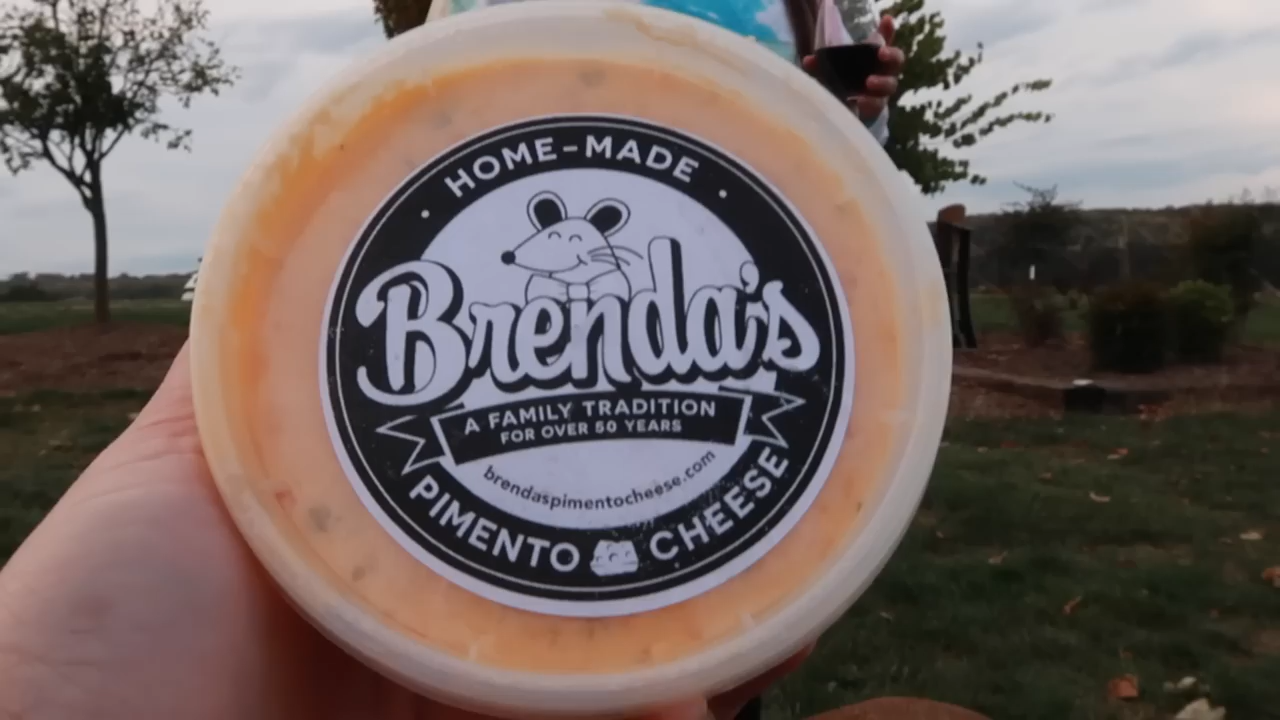 HOME-MADE
Brenda's
A FAMILY TRADITION
FOR OVER 50 YEARS
brendaspimentocheese.com
PIMENTO CHEESE